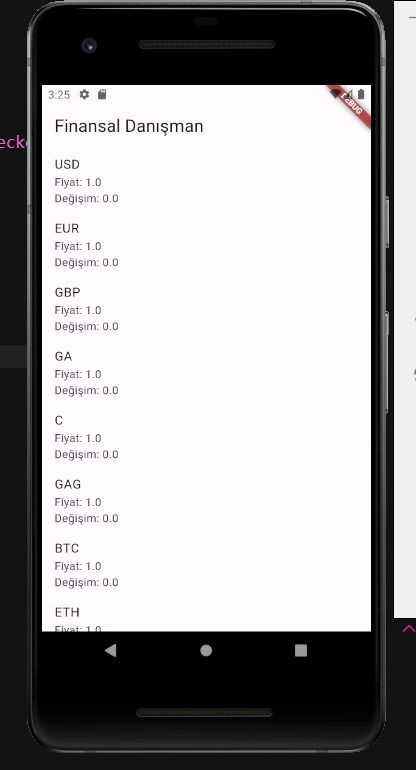 ecke
3:25
DEBUG
Finansal Danışman
USD
Fiyat: 1.0
Değişim: 0.0
EUR
Fiyat: 1.0
Değişim: 0.0
GBP
Fiyat: 1.0
Değişim: 0.0
GA
Fiyat: 1.0
Değişim: 0.0
C
Fiyat: 1.0
Değişim: 0.0
GAG
Fiyat: 1.0
Değişim: 0.0
BTC
Fiyat: 1.0
Değişim: 0.0
ETH
Fiyat: 1.0